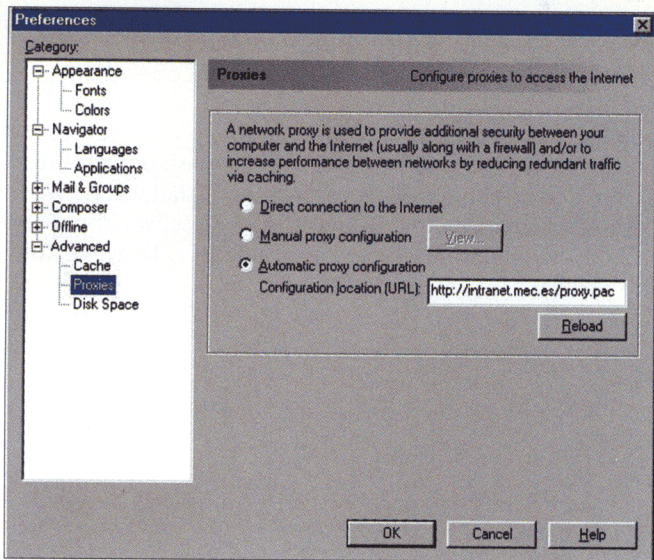 Preferences
Category:
Appearance
Fonts
Colors
Navigator
Languages
Applications
Mail & Groups
Composer
Offline
Advanced
Cache
Proxies
Disk Space
Proxies Configure proxies to access the Internet
A network proxy is used to provide additional security between your
computer and the Internet (usually along with a firewall) and/or to
increase performance between networks by reducing redundant traffic
via caching.
Direct connection to the Internet
Manual proxy configuration View...
Automatic proxy configuration
Configuration location (URL): http://intranet.mec.es/proxy.pac
Reload
OK Cancel Help